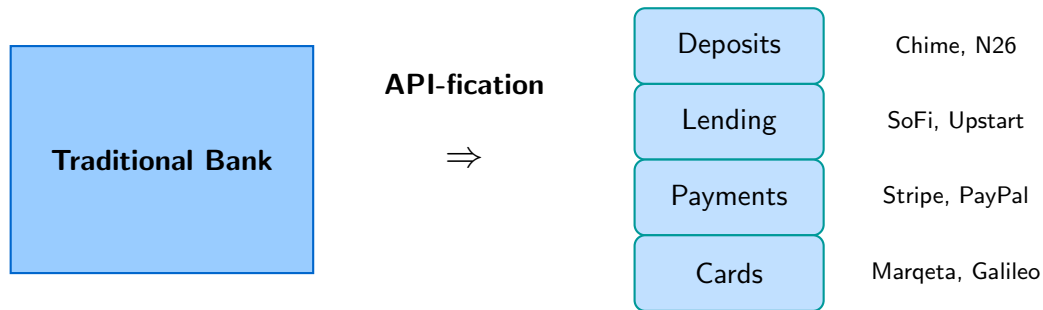 Traditional Bank
API-fication
⇒
Deposits
Chime, N26
Lending
SoFi, Upstart
Payments
Stripe, PayPal
Cards
Marqeta, Galileo